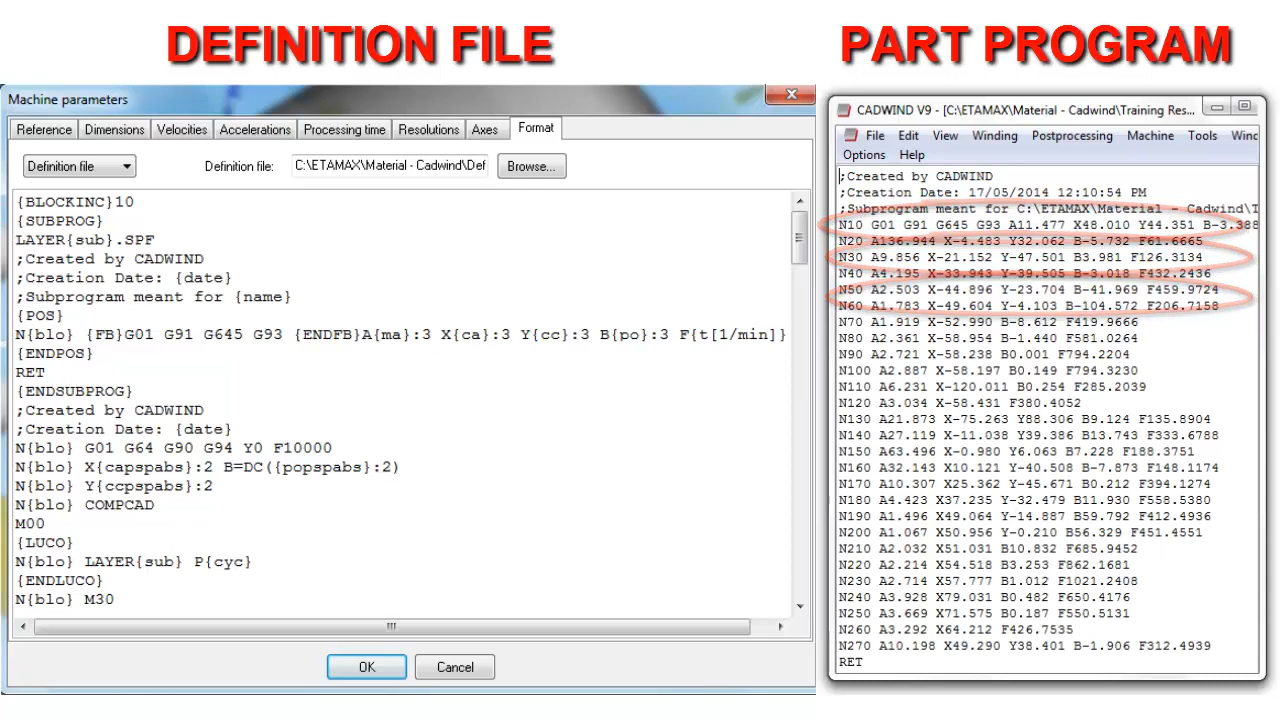 DEFINITION FILE
PART PROGRAM
Machine parameters
Reference Dimensions Velocities Accelerations Processing time Resolutions Axes Format
Definition file Definition file: C:\ETAMAX\Material - Cadwind\Def Browse...
{BLOCKINC}10
{SUBPROG}
LAYER{sub}.SPF
;Created by CADWIND
;Creation Date: {date}
;Subprogram meant for {name}
{POS}
N{blo} {FB}G01 G91 G645 G93 {ENDFB}A{ma}:3 X{ca}:3 Y{cc}:3 B{po}:3 F{t[1/min]}
{ENDPOS}
RET
{ENDSUBPROG}
;Created by CADWIND
;Creation Date: {date}
N{blo} G01 G64 G90 G94 Y0 F10000
N{blo} X{capspabs}:2 B=DC({popspabs}:2)
N{blo} Y{ccpspabs}:2
N{blo} COMPCAD
M00
{LUCO}
N{blo} LAYER{sub} P{cyc}
{ENDLUCO}
N{blo} M30
OK Cancel
CADWIND V9 - [C:\ETAMAX\Material - Cadwind\Training Res...
File Edit View Winding Postprocessing Machine Tools Winc
Options Help
;Created by CADWIND
;Creation Date: 17/05/2014 12:10:54 PM
;Subprogram meant for C:\ETAMAX\Material - Cadwind\T
N10 G01 G91 G645 G93 A11.477 X48.010 Y44.351 B-3.388
N20 A136.944 X-4.483 Y32.062 B-5.732 F61.6665
N30 A9.856 X-21.152 Y-47.501 B3.981 F126.3134
N40 A4.195 X-33.943 Y-39.505 B-3.018 F432.2436
N50 A2.503 X-44.896 Y-23.704 B-41.969 F459.9724
N60 A1.783 X-49.604 Y-4.103 B-104.572 F206.7158
N70 A1.919 X-52.990 B-8.612 F419.9666
N80 A2.361 X-58.954 B-1.440 F581.0264
N90 A2.721 X-58.238 B0.001 F794.2204
N100 A2.887 X-58.197 B0.149 F794.3230
N110 A6.231 X-120.011 B0.254 F285.2039
N120 A3.034 X-58.431 F380.4052
N130 A21.873 X-75.263 Y88.306 B9.124 F135.8904
N140 A27.119 X-11.038 Y39.386 B13.743 F333.6788
N150 A63.496 X-0.980 Y6.063 B7.228 F188.3751
N160 A32.143 X10.121 Y-40.508 B-7.873 F148.1174
N170 A10.307 X25.362 Y-45.671 B0.212 F394.1274
N180 A4.423 X37.235 Y-32.479 B11.930 F558.5380
N190 A1.496 X49.064 Y-14.887 B59.792 F412.4936
N200 A1.067 X50.956 Y-0.210 B56.329 F451.4551
N210 A2.032 X51.031 B10.832 F685.9452
N220 A2.214 X54.518 B3.253 F862.1681
N230 A2.714 X57.777 B1.012 F1021.2408
N240 A3.928 X79.031 B0.482 F650.4176
N250 A3.669 X71.575 B0.187 F550.5131
N260 A3.292 X64.212 F426.7535
N270 A10.198 X49.290 Y38.401 B-1.906 F312.4939
RET